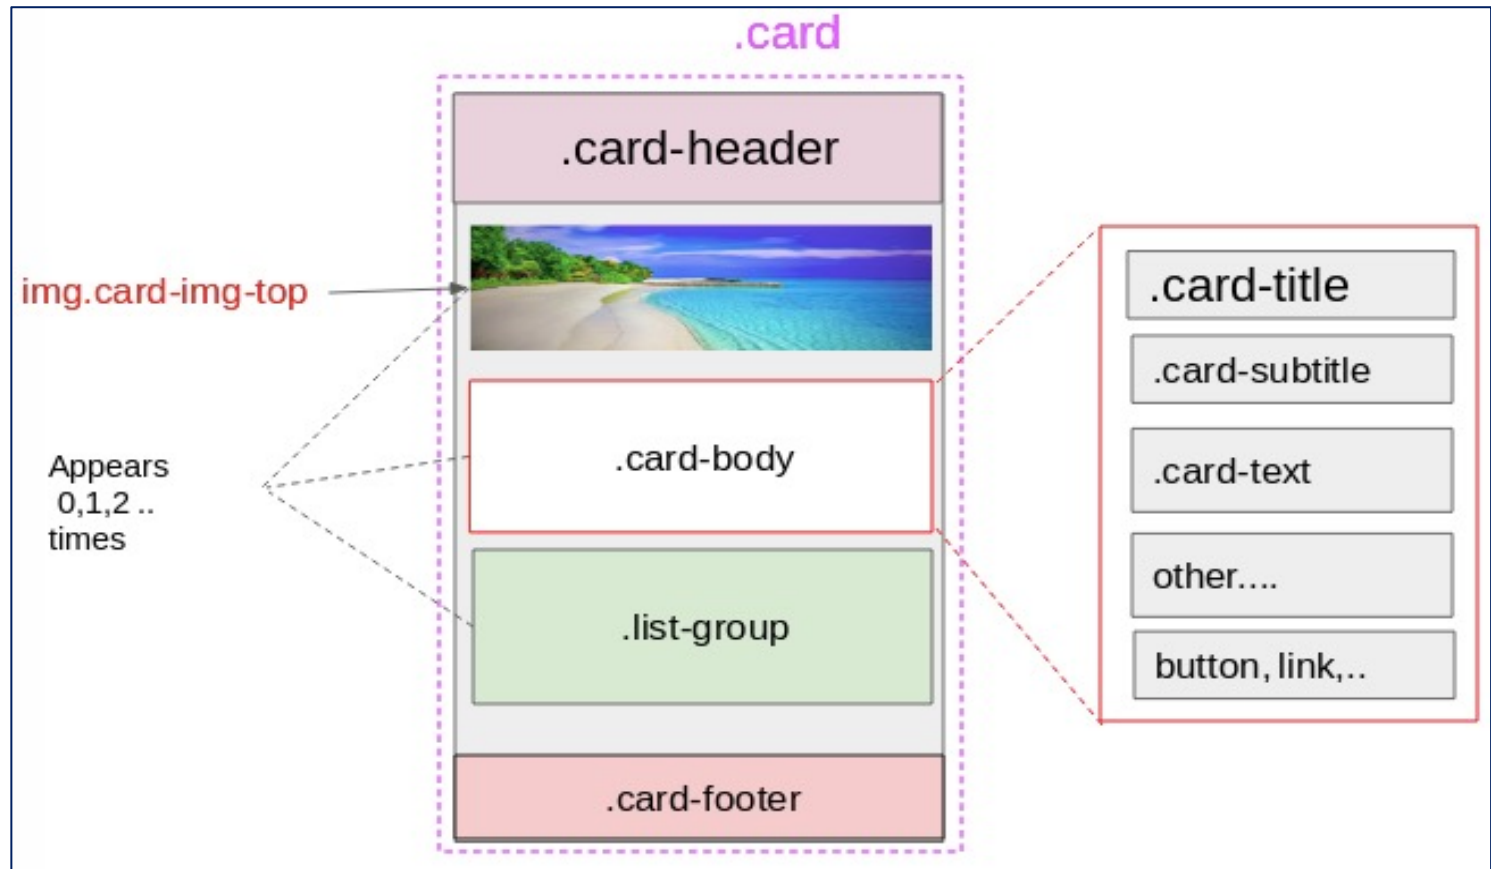 .card
.card-header
img.card-img-top
.card-title
.card-subtitle
.card-body
.card-text
Appears
0,1,2 ..
times
other....
.list-group
button, link,..
.card-footer